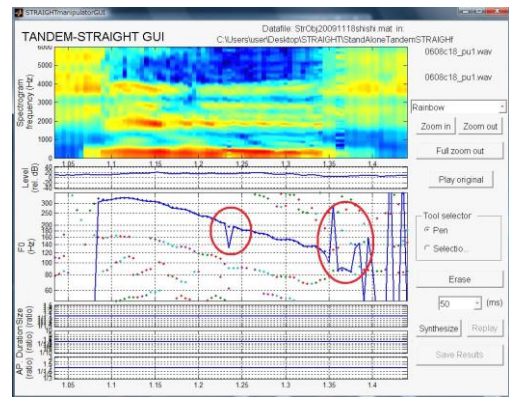 STRAIGHTmanipulatorGUI
TANDEM-STRAIGHT GUI
Datafile: StrObj20091118shishi.mat in:
C:\Users\user\Desktop\STRAIGHT\StandAloneTandemSTRAIGHf
0608c18_pu1.wav
0608c18_pu1.wav
Rainbow
Zoom in
Zoom out
Full zoom out
Play original
Tool selector
Pen
Selectio...
Erase
50
(ms)
Synthesize
Replay
Save Results
Spectrogram
frequency (Hz)
6000
5000
4000
3000
2000
1000
0
1.05 1.1 1.15 1.2 1.25 1.3 1.35 1.4
Level
(rel. dB)
F0
(Hz)
300
250
200
180
160
140
120
100
80
60
Size
(ratio)
Duration
(ratio)
AP.
(ratio)
1.05 1.1 1.15 1.2 1.25 1.3 1.35 1.4